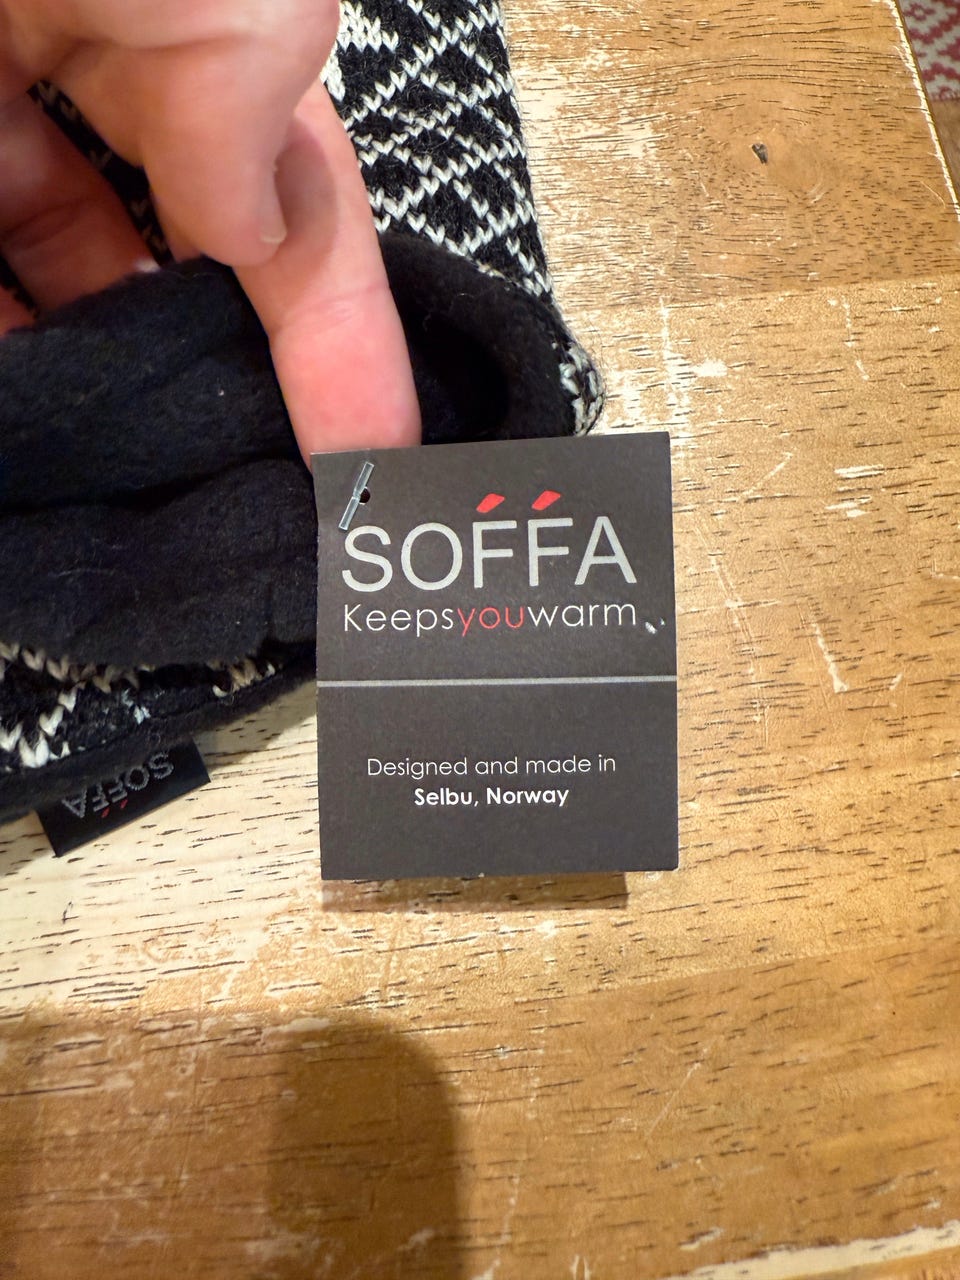 SOFFA
Keepsyouwarm
Designed and made in
Selbu, Norway
SOFFA